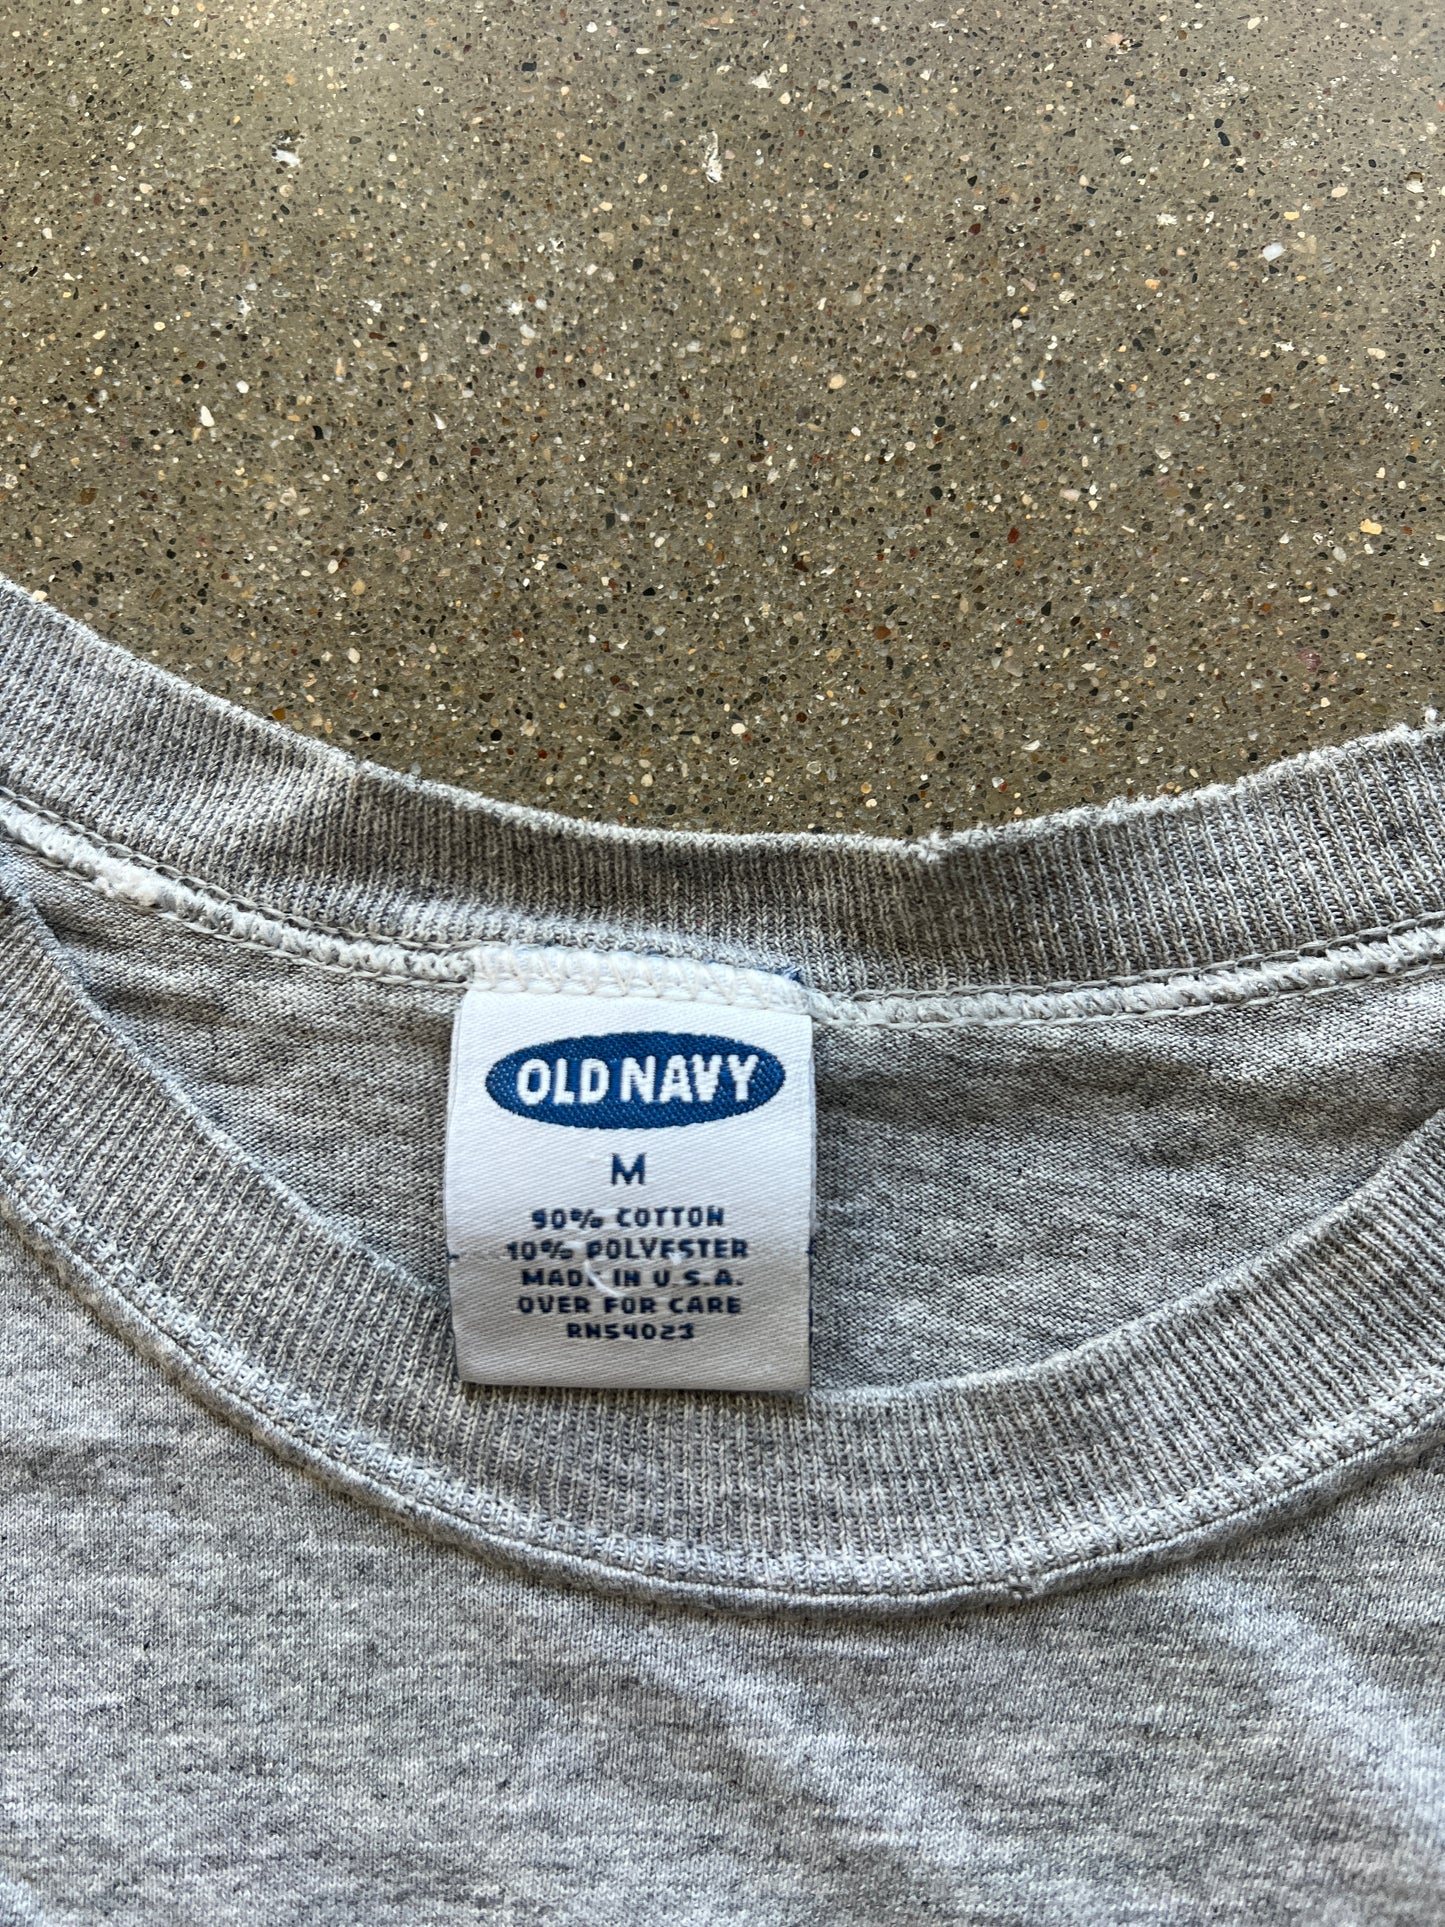 OLD NAVY
M
90% COTTON
10% POLYESTER
MADE IN U.S.A.
OVER FOR CARE
RN54023